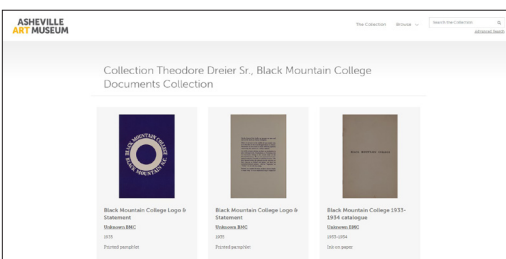 ASHEVILLE
ART MUSEUM
The Collection
Browse
Search the Collection
Advanced Search
Collection Theodore Dreier Sr., Black Mountain College
Documents Collection
BLACK MOUNTAIN COLLEGE
BLACK MOUNTAIN N.C.
BLACK MOUNTAIN COLLEGE
Black Mountain College Logo &
Statement
Unknown BMC
1935
Printed pamphlet
Black Mountain College Logo &
Statement
Unknown BMC
1935
Printed pamphlet
Black Mountain College 1933-
1934 catalogue
Unknown BMC
1933-1934
Ink on paper